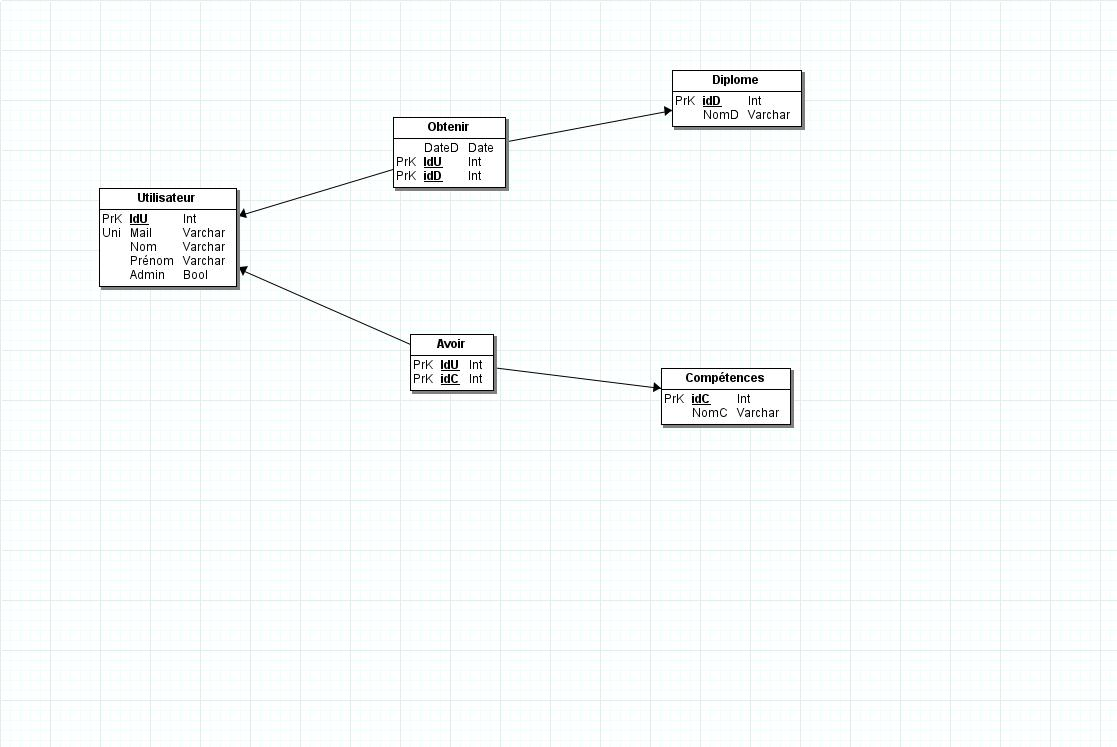 Diplome
PrK idD Int
NomD Varchar
Obtenir
DateD Date
PrK IdU Int
PrK idD Int
Utilisateur
PrK IdU Int
Uni Mail Varchar
Nom Varchar
Prénom Varchar
Admin Bool
Avoir
PrK IdU Int
PrK idC Int
Compétences
PrK idC Int
NomC Varchar